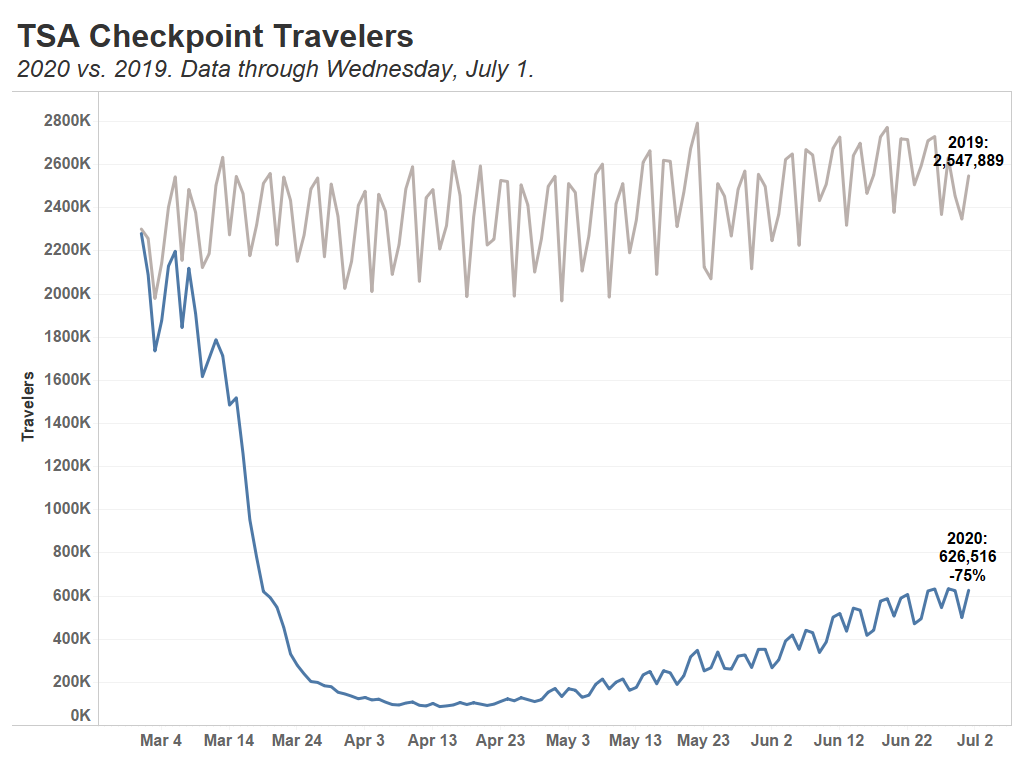 TSA Checkpoint Travelers
2020 vs. 2019. Data through Wednesday, July 1.
2800K
2600K
2400K
2200K
2000K
1800K
1600K
1400K
1200K
1000K
800K
600K
400K
200K
0K
Travelers
2019:
2,547,889
2020:
626,516
-75%
Mar 4
Mar 14
Mar 24
Apr 3
Apr 13
Apr 23
May 3
May 13
May 23
Jun 2
Jun 12
Jun 22
Jul 2